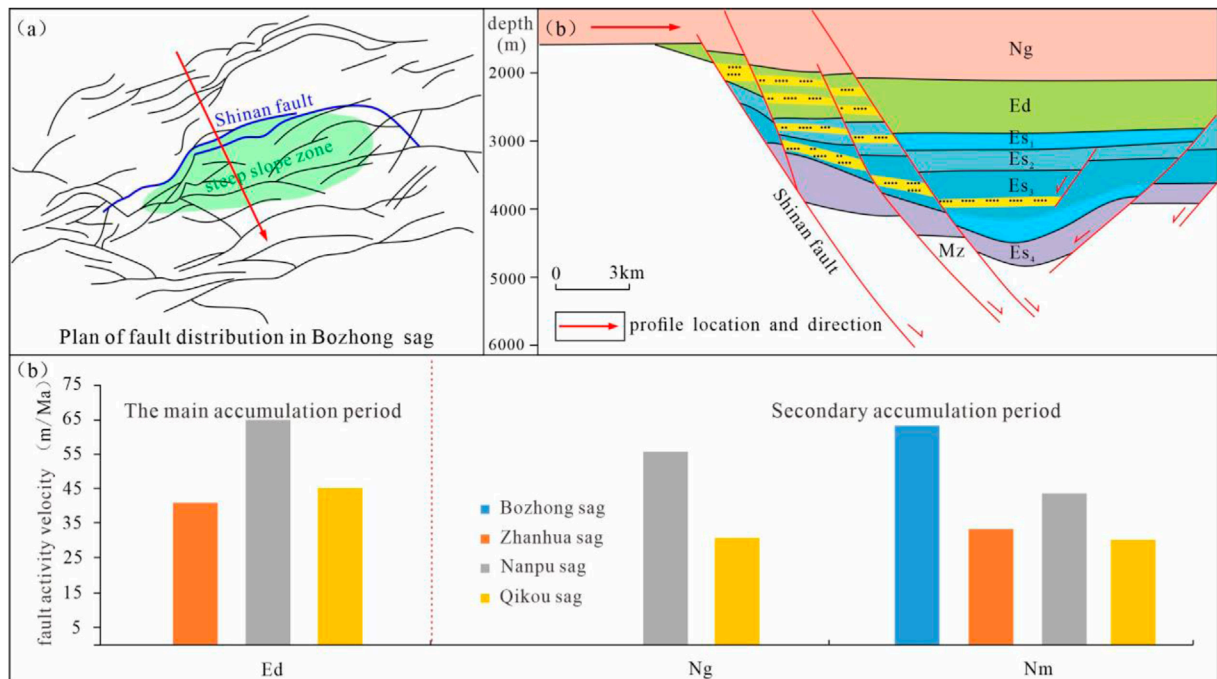 (a)
Shinan fault
steep slope zone
Plan of fault distribution in Bozhong sag
depth
(m)
2000
3000
4000
5000
6000
(b)
Ng
Ed
Es1
Es2
Es3
Es4
Mz
Shinan fault
0 3km
profile location and direction
(b)
fault activity velocity (m/Ma)
75
65
55
45
35
25
15
5
The main accumulation period
Secondary accumulation period
Bozhong sag
Zhanhua sag
Nanpu sag
Qikou sag
Ed Ng Nm